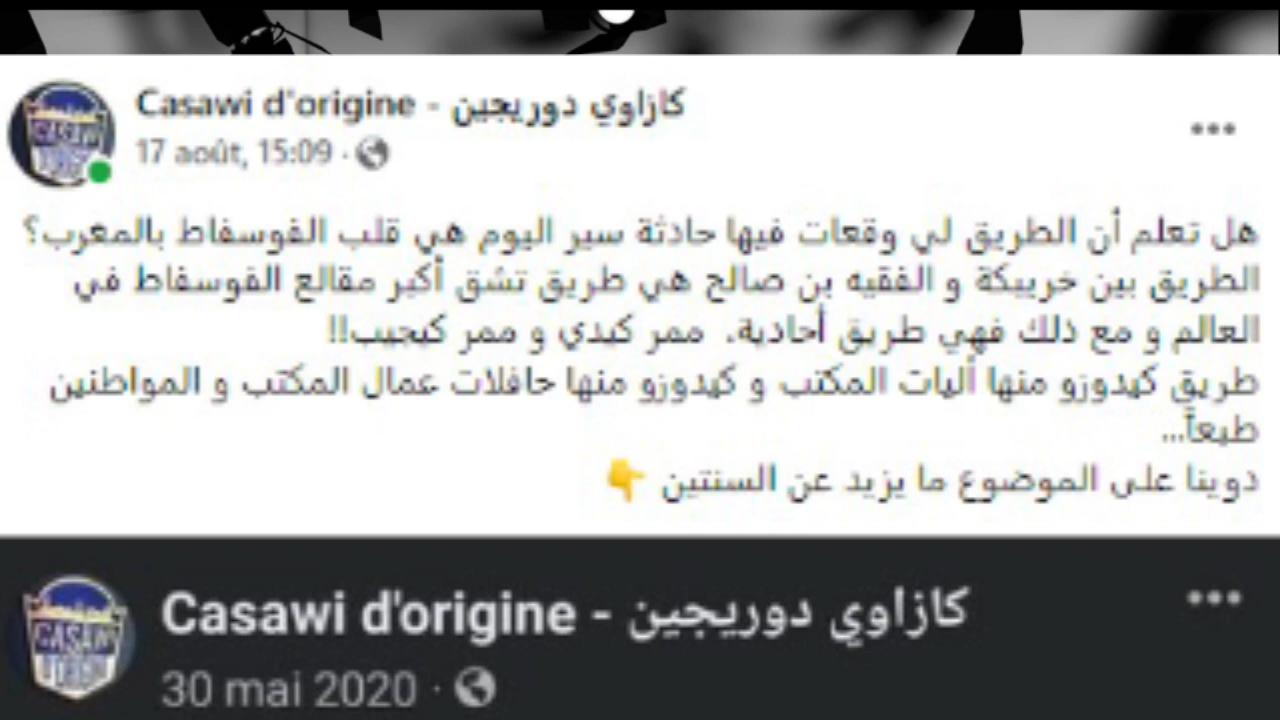 Casawi d'origine - كازاوي دوريجين
17 août, 15:09 ·
هل تعلم أن الطريق لي وقعات فيها حادثة سير اليوم هي قلب الفوسفاط بالمغرب؟
الطريق بين خريبكة و الفقيه بن صالح هي طريق تشق أكبر مقالع الفوسفاط في
العالم و مع ذلك فهي طريق أحادية. ممر كيدي و ممر كيجيب!!
طريق كيدوزو منها أليات المكتب و كيدوزو منها حافلات عمال المكتب و المواطنين
طبعاً...
دوينا على الموضوع ما يزيد عن السنتين 👇
Casawi d'origine - كازاوي دوريجين
30 mai 2020 ·